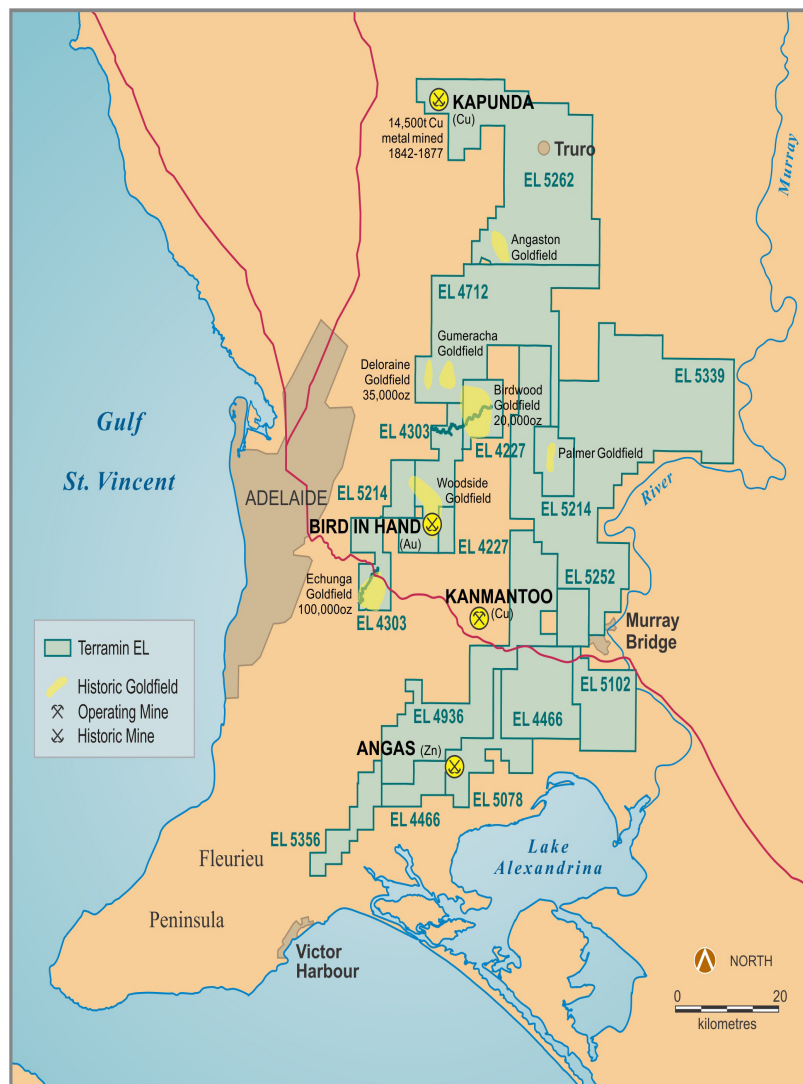 KAPUNDA
(Cu)
14,500t Cu
metal mined
1842-1877
Truro
Murray
EL 5262
Angaston
Goldfield
EL 4712
Gumeracha
Goldfield
Deloraine
Goldfield
35,000oz
EL 5339
Birdwood
Goldfield
20,000oz
Gulf
St. Vincent
EL 4303
EL 4227
Palmer Goldfield
ADELAIDE
EL 5214
Woodside
Goldfield
River
EL 5214
BIRD IN HAND
(Au)
EL 4227
Echunga
Goldfield
100,000oz
EL 4303
KANMANTOO
(Cu)
EL 5252
Murray
Bridge
Terramin EL
Historic Goldfield
Operating Mine
Historic Mine
EL 5102
EL 4936
EL 4466
ANGAS (Zn)
EL 5078
EL 4466
EL 5356
Lake
Alexandrina
Fleurieu
Peninsula
Victor
Harbour
NORTH
0 20
kilometres